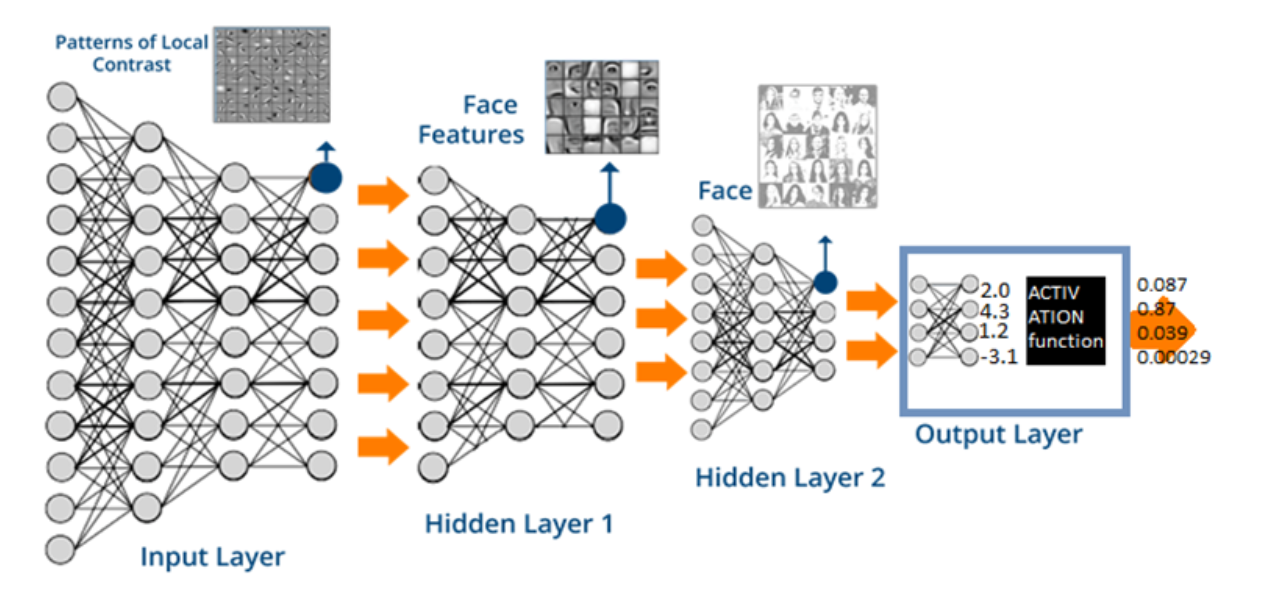 Patterns of Local
Contrast
Face
Features
Face
2.0
4.3
1.2
-3.1
ACTIV
ATION
function
0.087
0.87
0.039
0.00029
Output Layer
Hidden Layer 2
Hidden Layer 1
Input Layer